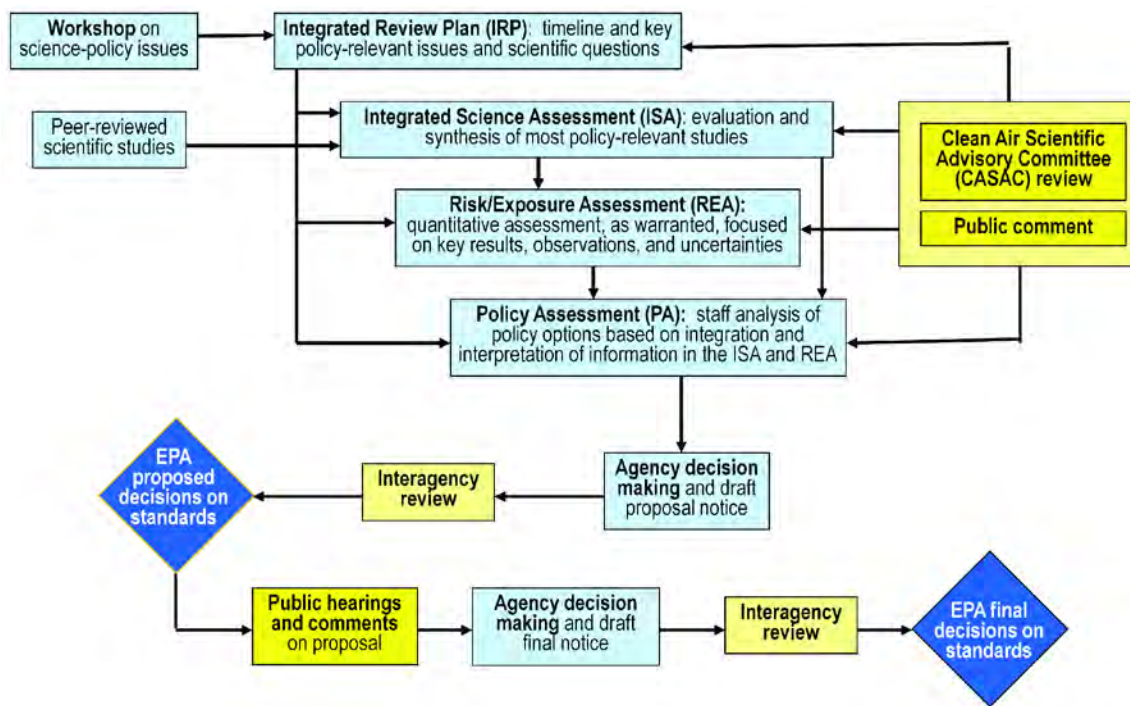 Workshop on
science-policy issues
Integrated Review Plan (IRP): timeline and key
policy-relevant issues and scientific questions
Peer-reviewed
scientific studies
Integrated Science Assessment (ISA): evaluation and
synthesis of most policy-relevant studies
Clean Air Scientific
Advisory Committee
(CASAC) review
Public comment
Risk/Exposure Assessment (REA):
quantitative assessment, as warranted, focused
on key results, observations, and uncertainties
Policy Assessment (PA): staff analysis of
policy options based on integration and
interpretation of information in the ISA and REA
EPA
proposed
decisions on
standards
Interagency
review
Agency decision
making and draft
proposal notice
Public hearings
and comments
on proposal
Agency decision
making and draft
final notice
Interagency
review
EPA final
decisions on
standards